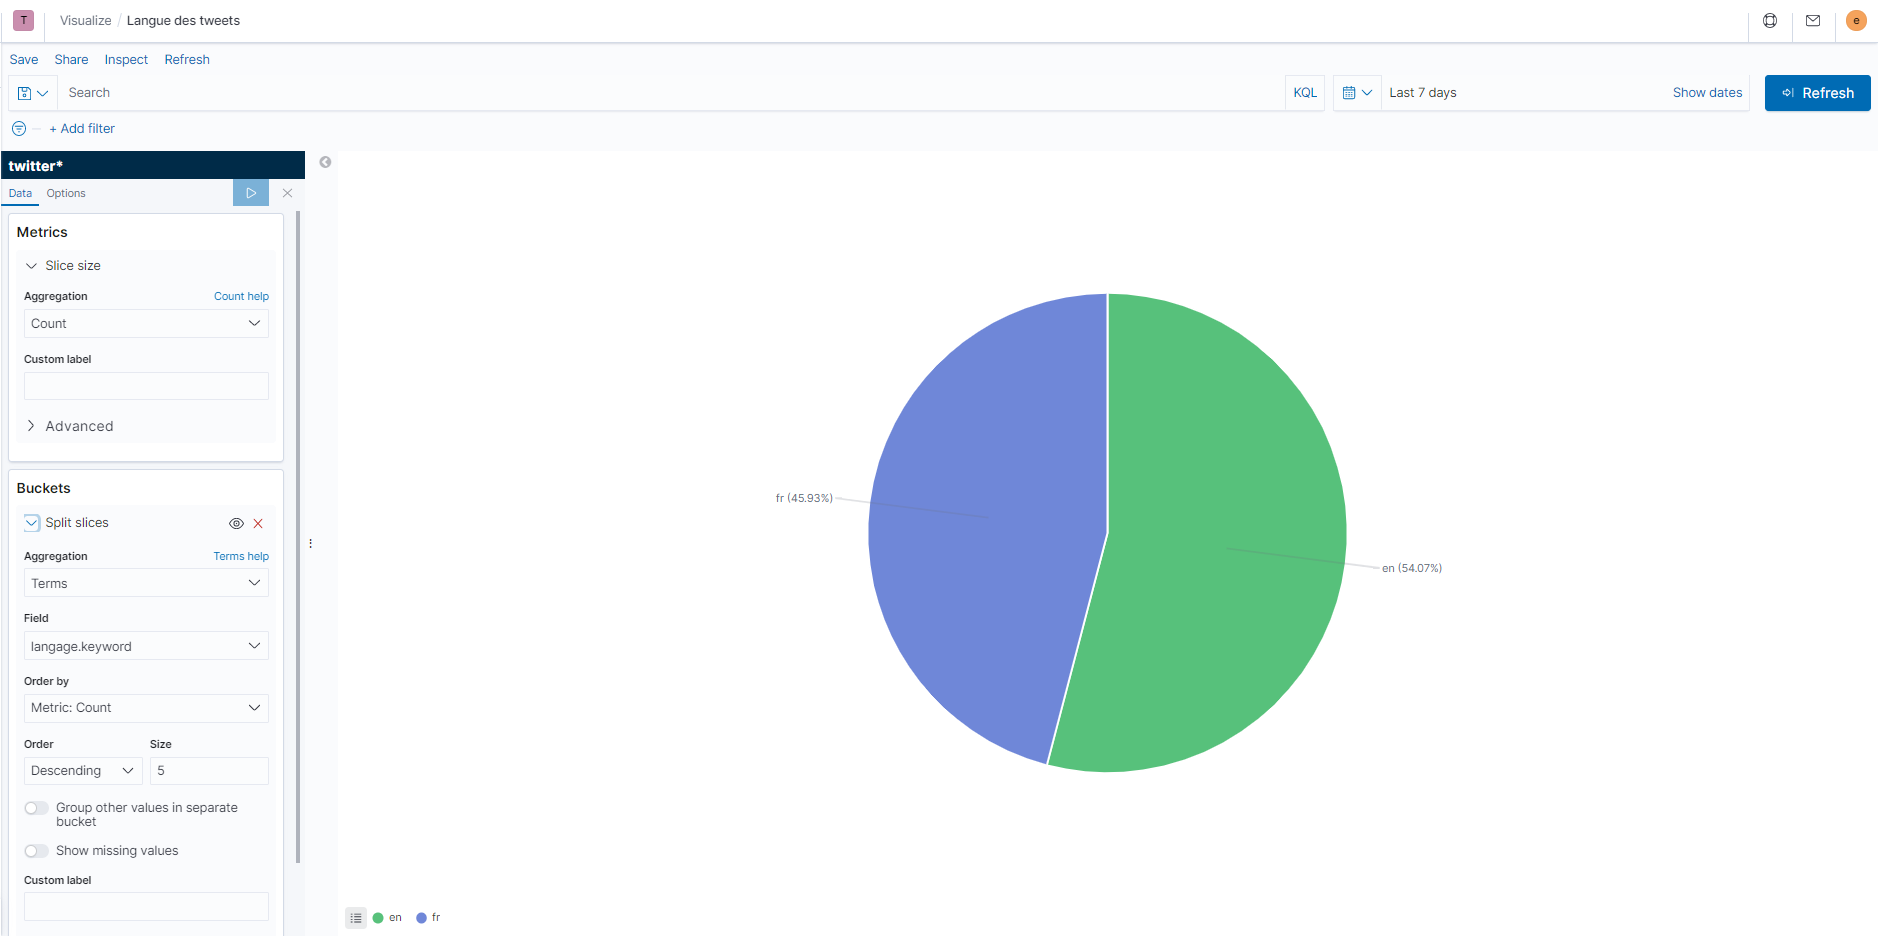 T
Visualize / Langue des tweets
e
Save Share Inspect Refresh
Search
KQL
Last 7 days
Show dates
Refresh
+ Add filter
twitter*
Data Options
Metrics
Slice size
Aggregation Count help
Count
Custom label
Advanced
Buckets
Split slices
Aggregation Terms help
Terms
Field
langage.keyword
Order by
Metric: Count
Order Size
Descending 5
Group other values in separate
bucket
Show missing values
Custom label
fr (45.93%)
en (54.07%)
en fr